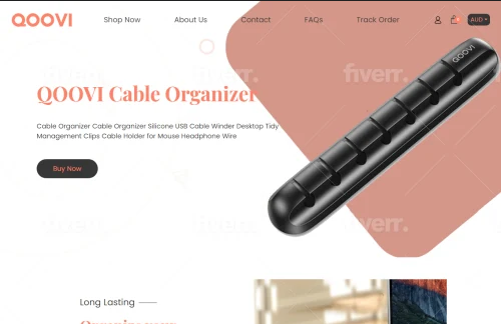 QOOVI
Shop Now
About Us
Contact
FAQs
Track Order
AUD
QOOVI Cable Organizer
Cable Organizer Cable Organizer Silicone USB Cable Winder Desktop Tidy
Management Clips Cable Holder for Mouse Headphone Wire
Buy Now
QOOVI
fiverr.
fiverr.
fiverr.
fiverr.
fiverr.
fiverr.
Long Lasting